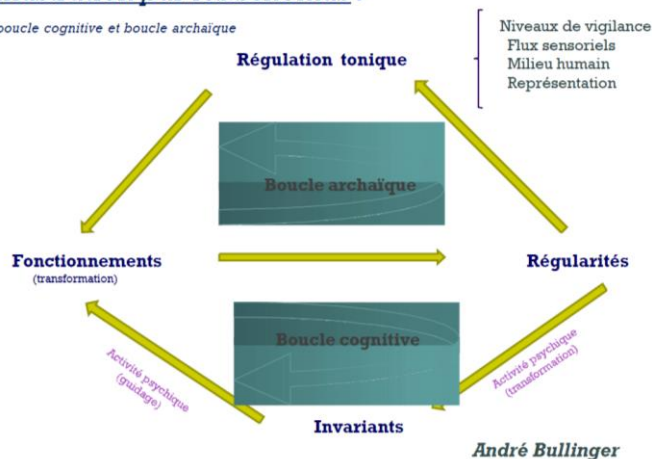 boucle cognitive et boucle archaïque
Niveaux de vigilance
Flux sensoriels
Milieu humain
Représentation
Régulation tonique
Boucle archaïque
Fonctionnements
(transformation)
Régularités
Boucle cognitive
Activité psychique
(guidage)
Activité psychique
(transformation)
Invariants
André Bullinger